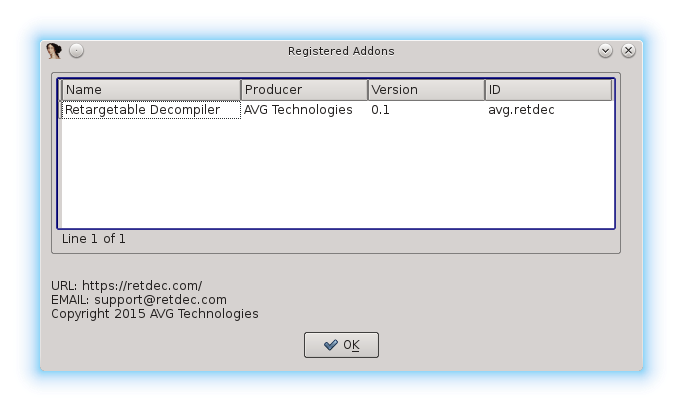 Registered Addons
Name Producer Version ID
Retargetable Decompiler AVG Technologies 0.1 avg.retdec
Line 1 of 1
URL: https://retdec.com/
EMAIL: support@retdec.com
Copyright 2015 AVG Technologies
OK